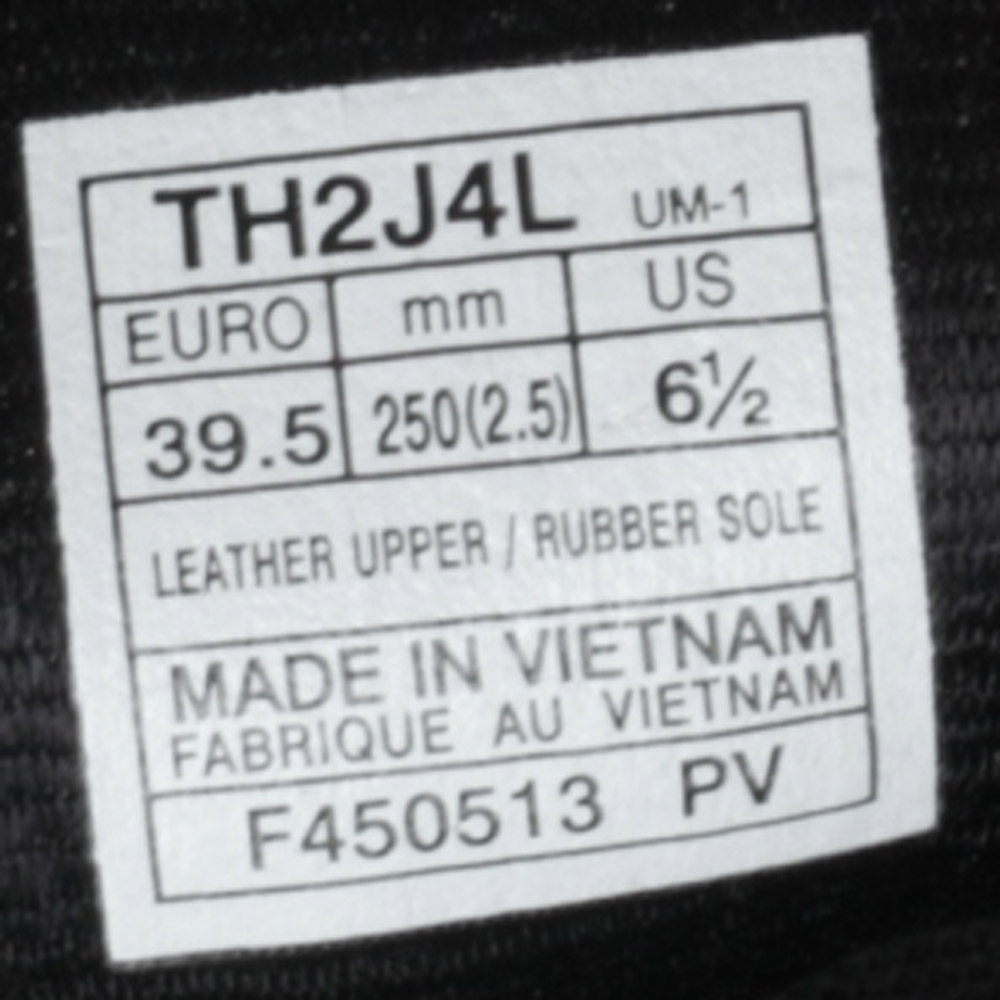 TH2J4L UM-1
EURO mm US
39.5 250(2.5) 6½
LEATHER UPPER / RUBBER SOLE
MADE IN VIETNAM
FABRIQUE AU VIETNAM
F450513 PV